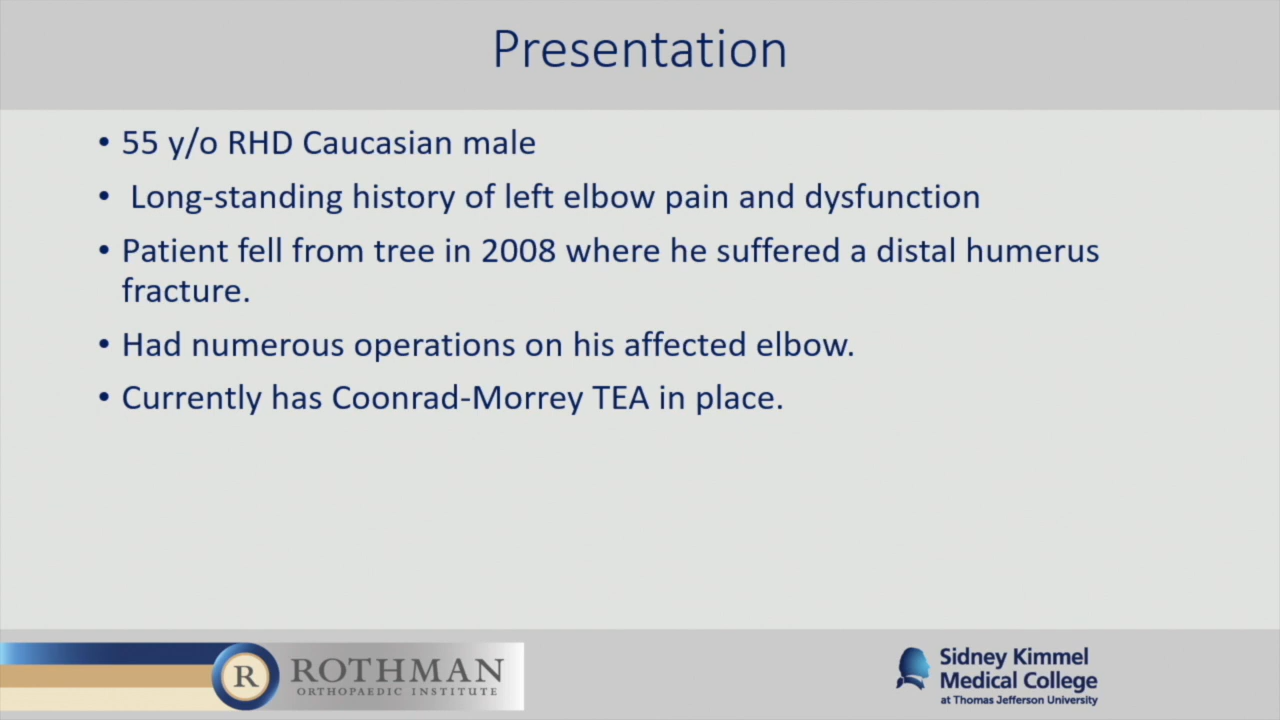 Presentation
• 55 y/o RHD Caucasian male
• Long-standing history of left elbow pain and dysfunction
• Patient fell from tree in 2008 where he suffered a distal humerus
fracture.
• Had numerous operations on his affected elbow.
• Currently has Coonrad-Morrey TEA in place.
R ROTHMAN
ORTHOPAEDIC INSTITUTE
Sidney Kimmel
Medical College
at Thomas Jefferson University